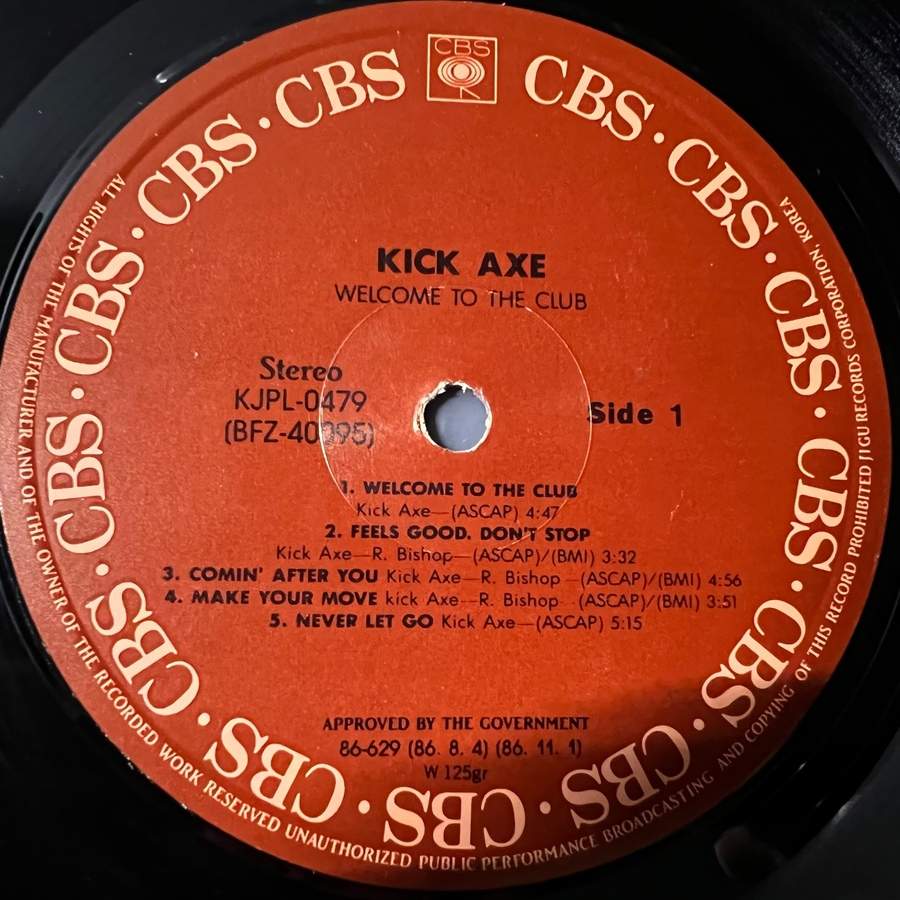 CBS
CBS · CBS · CBS · CBS · CBS · CBS · CBS · CBS · CBS · CBS · CBS · CBS · CBS · CBS
KICK AXE
WELCOME TO THE CLUB
Stereo
KJPL-0479
(BFZ-40095)
Side 1
1. WELCOME TO THE CLUB
Kick Axe—(ASCAP) 4:47
2. FEELS GOOD. DON'T STOP
Kick Axe—R. Bishop—(ASCAP)/(BMI) 3:32
3. COMIN' AFTER YOU Kick Axe—R. Bishop—(ASCAP)/(BMI) 4:56
4. MAKE YOUR MOVE kick Axe—R. Bishop—(ASCAP)/(BMI) 3:51
5. NEVER LET GO Kick Axe—(ASCAP) 5:15
APPROVED BY THE GOVERNMENT
86-629 (86. 8. 4) (86. 11. 1)
W 125gr
ALL RIGHTS OF THE MANUFACTURER AND OF THE OWNER OF THE RECORDED WORK RESERVED UNAUTHORIZED PUBLIC PERFORMANCE BROADCASTING AND COPYING OF THIS RECORD PROHIBITED JIGU RECORDS CORPORATION, KOREA